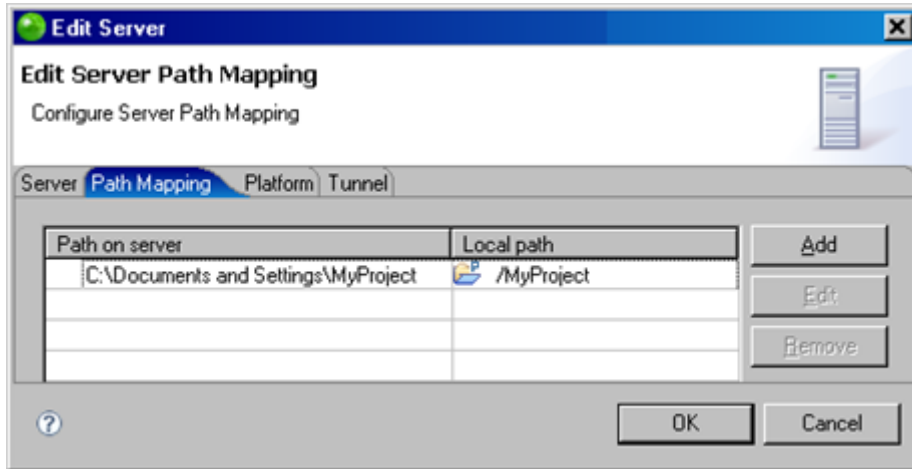 Edit Server
Edit Server Path Mapping
Configure Server Path Mapping
Server Path Mapping Platform Tunnel
Path on server Local path Add
C:\Documents and Settings\MyProject /MyProject
Edit
Remove
? OK Cancel